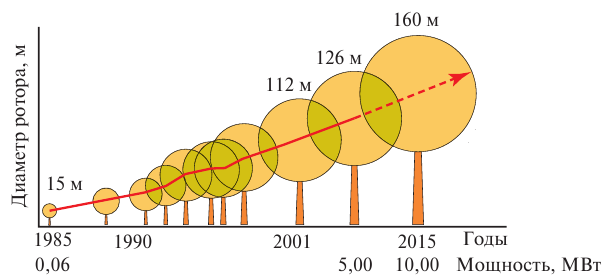 160 м
126 м
112 м
15 м
Диаметр ротора, м
1985 1990 2001 2015 Годы
0,06 5,00 10,00 Мощность, МВт